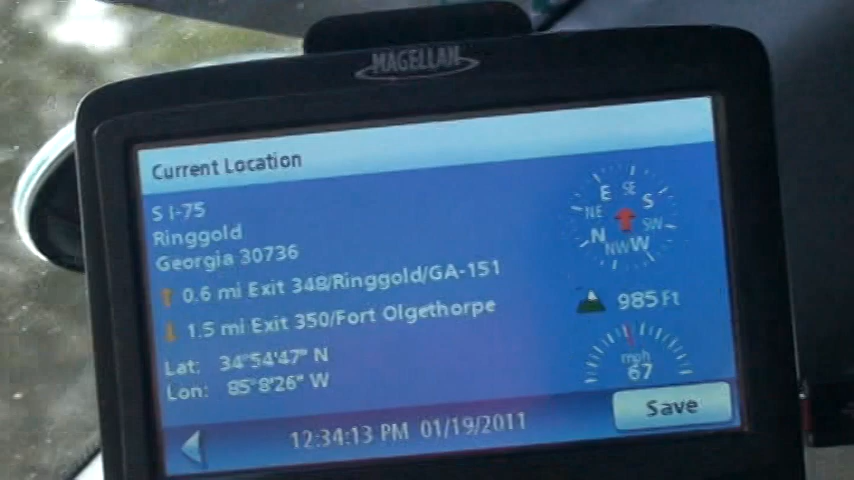 MAGELLAN
Current Location
S I-75
Ringgold
Georgia 30736
0.6 mi Exit 348/Ringgold/GA-151
1.5 mi Exit 350/Fort Olgethorpe
Lat: 34°54'47" N
Lon: 85°8'26" W
E SE S
NE SW
N NW W
985Ft
mph
67
Save
12:34:13 PM 01/19/2011